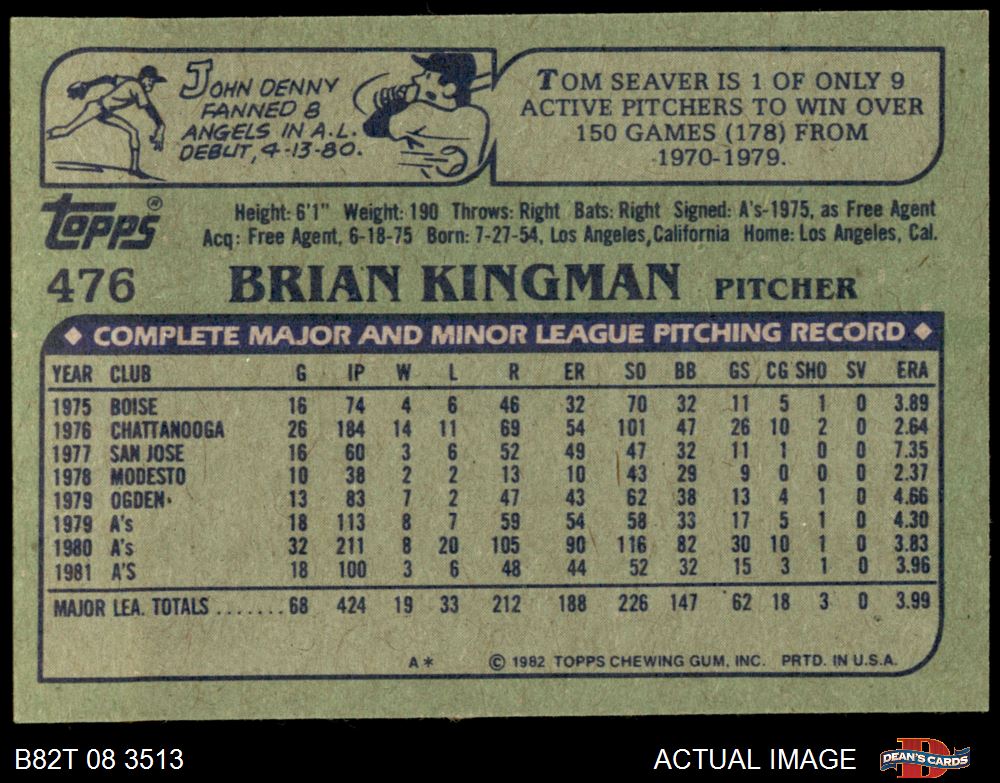 JOHN DENNY
FANNED 8
ANGELS IN A.L.
DEBUT, 4-13-80.
TOM SEAVER IS 1 OF ONLY 9
ACTIVE PITCHERS TO WIN OVER
150 GAMES (178) FROM
1970-1979.
TOPPS®
Height: 6'1" Weight: 190 Throws: Right Bats: Right Signed: A's-1975, as Free Agent
Acq: Free Agent, 6-18-75 Born: 7-27-54, Los Angeles, California Home: Los Angeles, Cal.
476 BRIAN KINGMAN PITCHER
◆ COMPLETE MAJOR AND MINOR LEAGUE PITCHING RECORD ◆
YEAR CLUB G IP W L R ER SO BB GS CG SHO SV ERA
1975 BOISE 16 74 4 6 46 32 70 32 11 5 1 0 3.89
1976 CHATTANOOGA 26 184 14 11 69 54 101 47 26 10 2 0 2.64
1977 SAN JOSE 16 60 3 6 52 49 47 32 11 1 0 0 7.35
1978 MODESTO 10 38 2 2 13 10 43 29 9 0 0 0 2.37
1979 OGDEN· 13 83 7 2 47 43 62 38 13 4 1 0 4.66
1979 A's 18 113 8 7 59 54 58 33 17 5 1 0 4.30
1980 A's 32 211 8 20 105 90 116 82 30 10 1 0 3.83
1981 A'S 18 100 3 6 48 44 52 32 15 3 1 0 3.96
MAJOR LEA. TOTALS ....... 68 424 19 33 212 188 226 147 62 18 3 0 3.99
A* © 1982 TOPPS CHEWING GUM, INC. PRTD. IN U.S.A.
B82T 08 3513 ACTUAL IMAGE DEAN'S CARDS